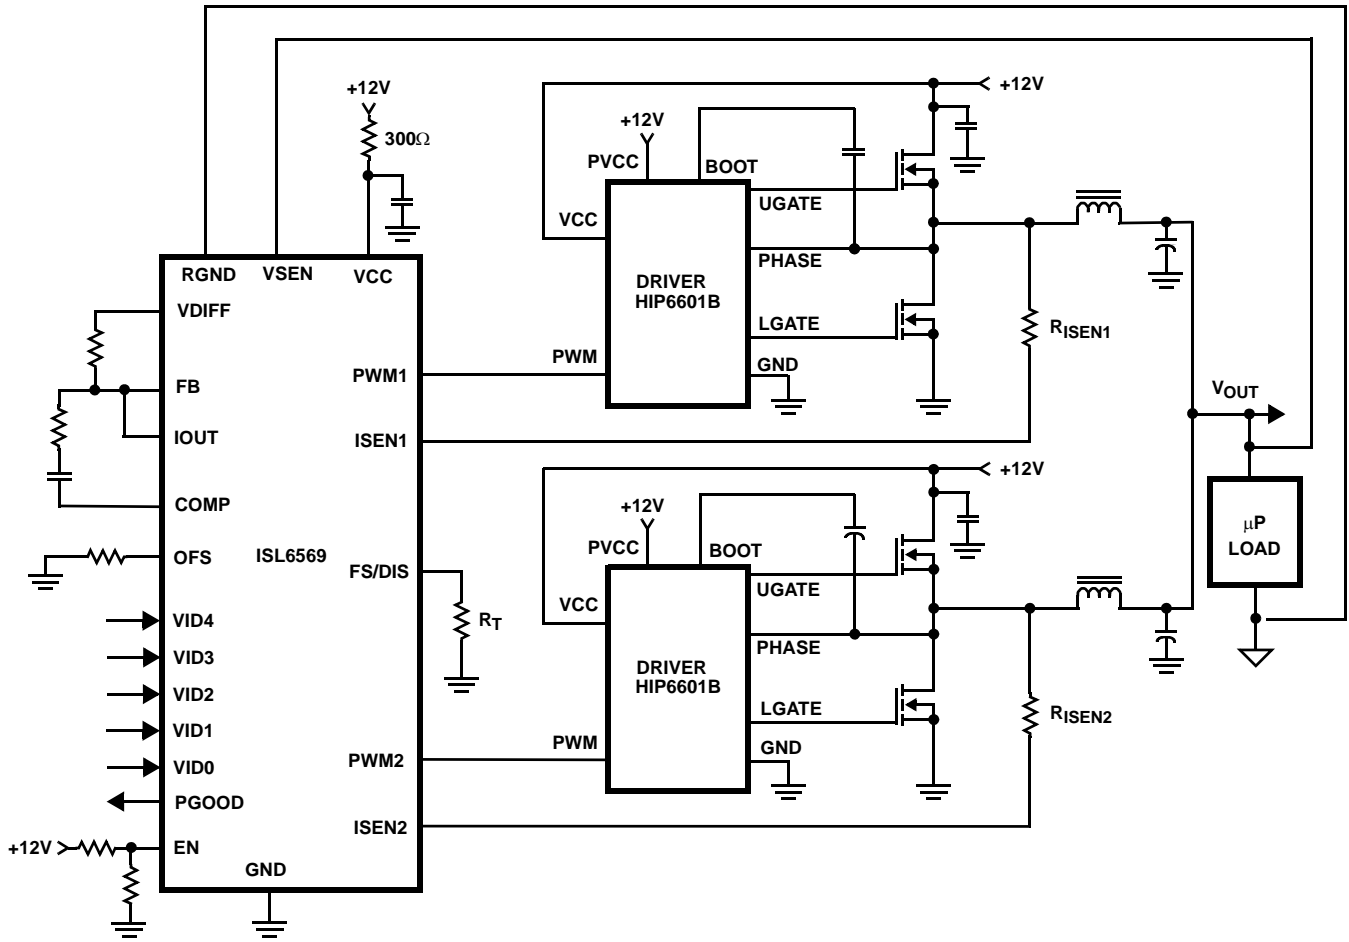 +12V
300Ω
RGND
VSEN
VCC
VDIFF
FB
IOUT
COMP
OFS
VID4
VID3
VID2
VID1
VID0
PGOOD
+12V
EN
GND
ISL6569
PWM1
ISEN1
FS/DIS
RT
PWM2
ISEN2
+12V
+12V
PVCC
BOOT
VCC
UGATE
PHASE
DRIVER
HIP6601B
LGATE
PWM
GND
RISEN1
+12V
+12V
PVCC
BOOT
VCC
UGATE
PHASE
DRIVER
HIP6601B
LGATE
PWM
GND
RISEN2
VOUT
μP
LOAD